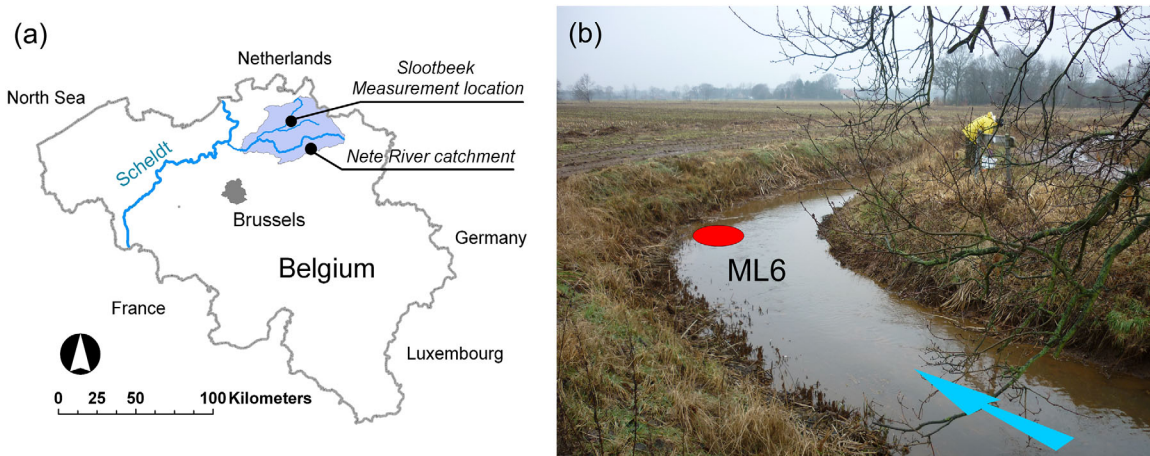 (a)
Netherlands
Slootbeek
Measurement location
North Sea
Scheldt
Nete River catchment
Brussels
Germany
Belgium
France
Luxembourg
0 25 50 100 Kilometers
(b)
ML6